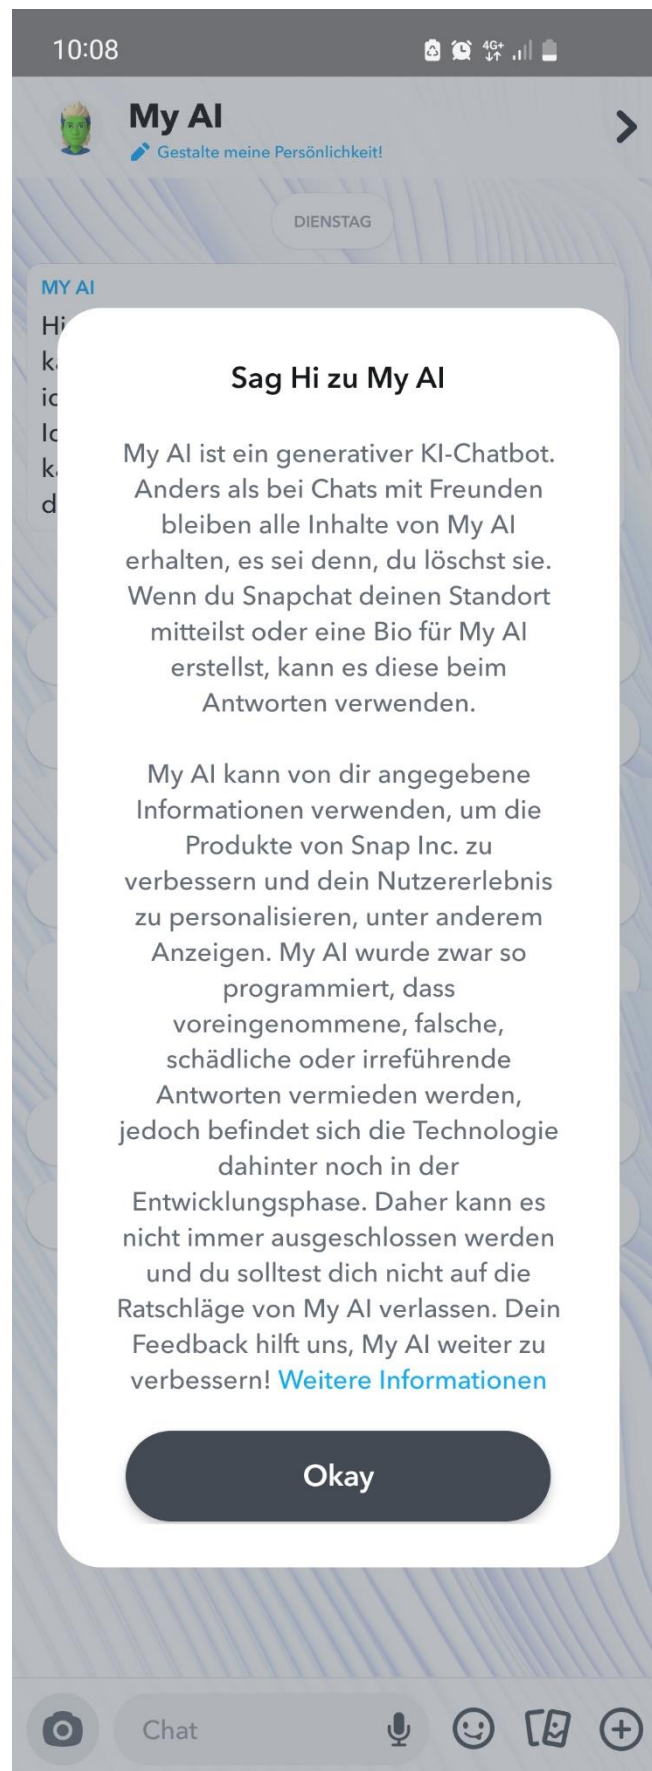 10:08
4G+
My AI
Gestalte meine Persönlichkeit!
DIENSTAG
MY AI
Sag Hi zu My AI
My AI ist ein generativer KI-Chatbot.
Anders als bei Chats mit Freunden
bleiben alle Inhalte von My AI
erhalten, es sei denn, du löschst sie.
Wenn du Snapchat deinen Standort
mitteilst oder eine Bio für My AI
erstellst, kann es diese beim
Antworten verwenden.
My AI kann von dir angegebene
Informationen verwenden, um die
Produkte von Snap Inc. zu
verbessern und dein Nutzererlebnis
zu personalisieren, unter anderem
Anzeigen. My AI wurde zwar so
programmiert, dass
voreingenommene, falsche,
schädliche oder irreführende
Antworten vermieden werden,
jedoch befindet sich die Technologie
dahinter noch in der
Entwicklungsphase. Daher kann es
nicht immer ausgeschlossen werden
und du solltest dich nicht auf die
Ratschläge von My AI verlassen. Dein
Feedback hilft uns, My AI weiter zu
verbessern! Weitere Informationen
Okay
Chat